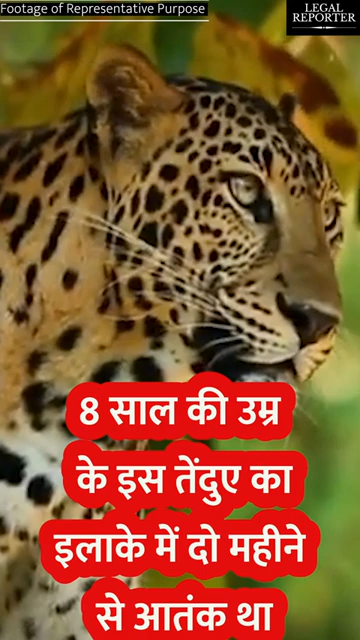 Footage of Representative Purpose
LEGAL
REPORTER
8 साल की उम्र
के इस तेंदुए का
इलाके में दो महीने
से आतंक था